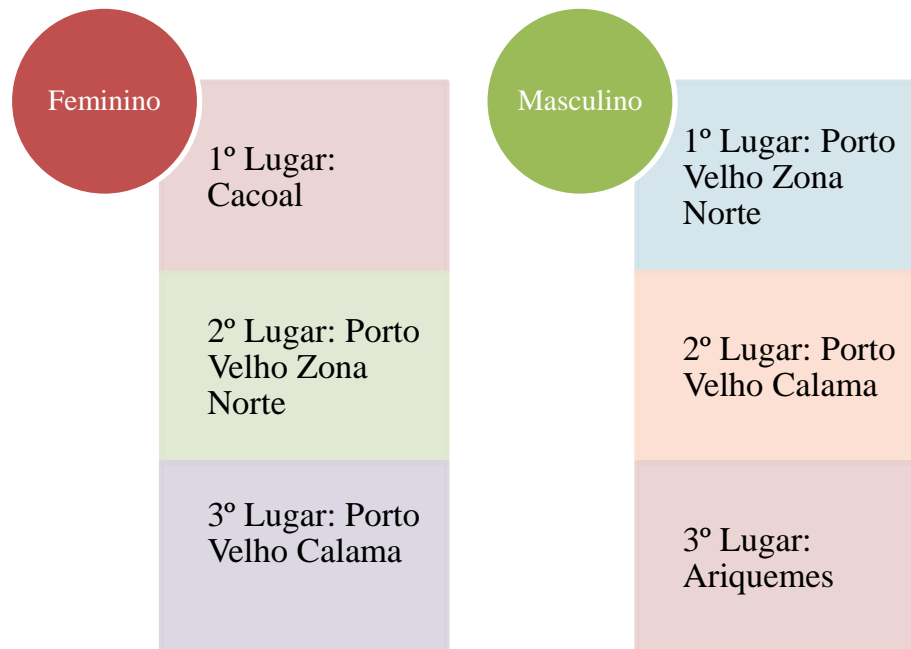 Feminino
1º Lugar:
Cacoal
2º Lugar: Porto
Velho Zona
Norte
3º Lugar: Porto
Velho Calama
Masculino
1º Lugar: Porto
Velho Zona
Norte
2º Lugar: Porto
Velho Calama
3º Lugar:
Ariquemes